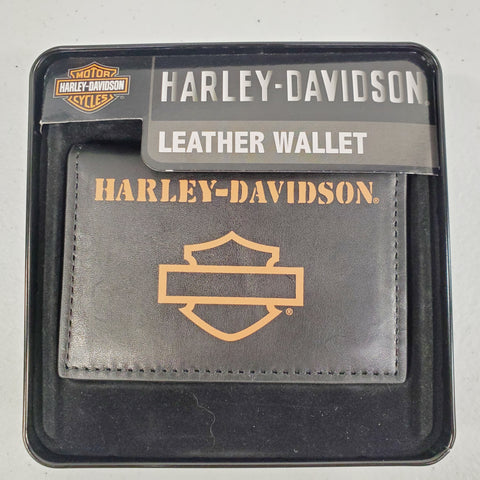 MOTOR
HARLEY-DAVIDSON
CYCLES
HARLEY-DAVIDSON®
LEATHER WALLET
HARLEY-DAVIDSON®
®